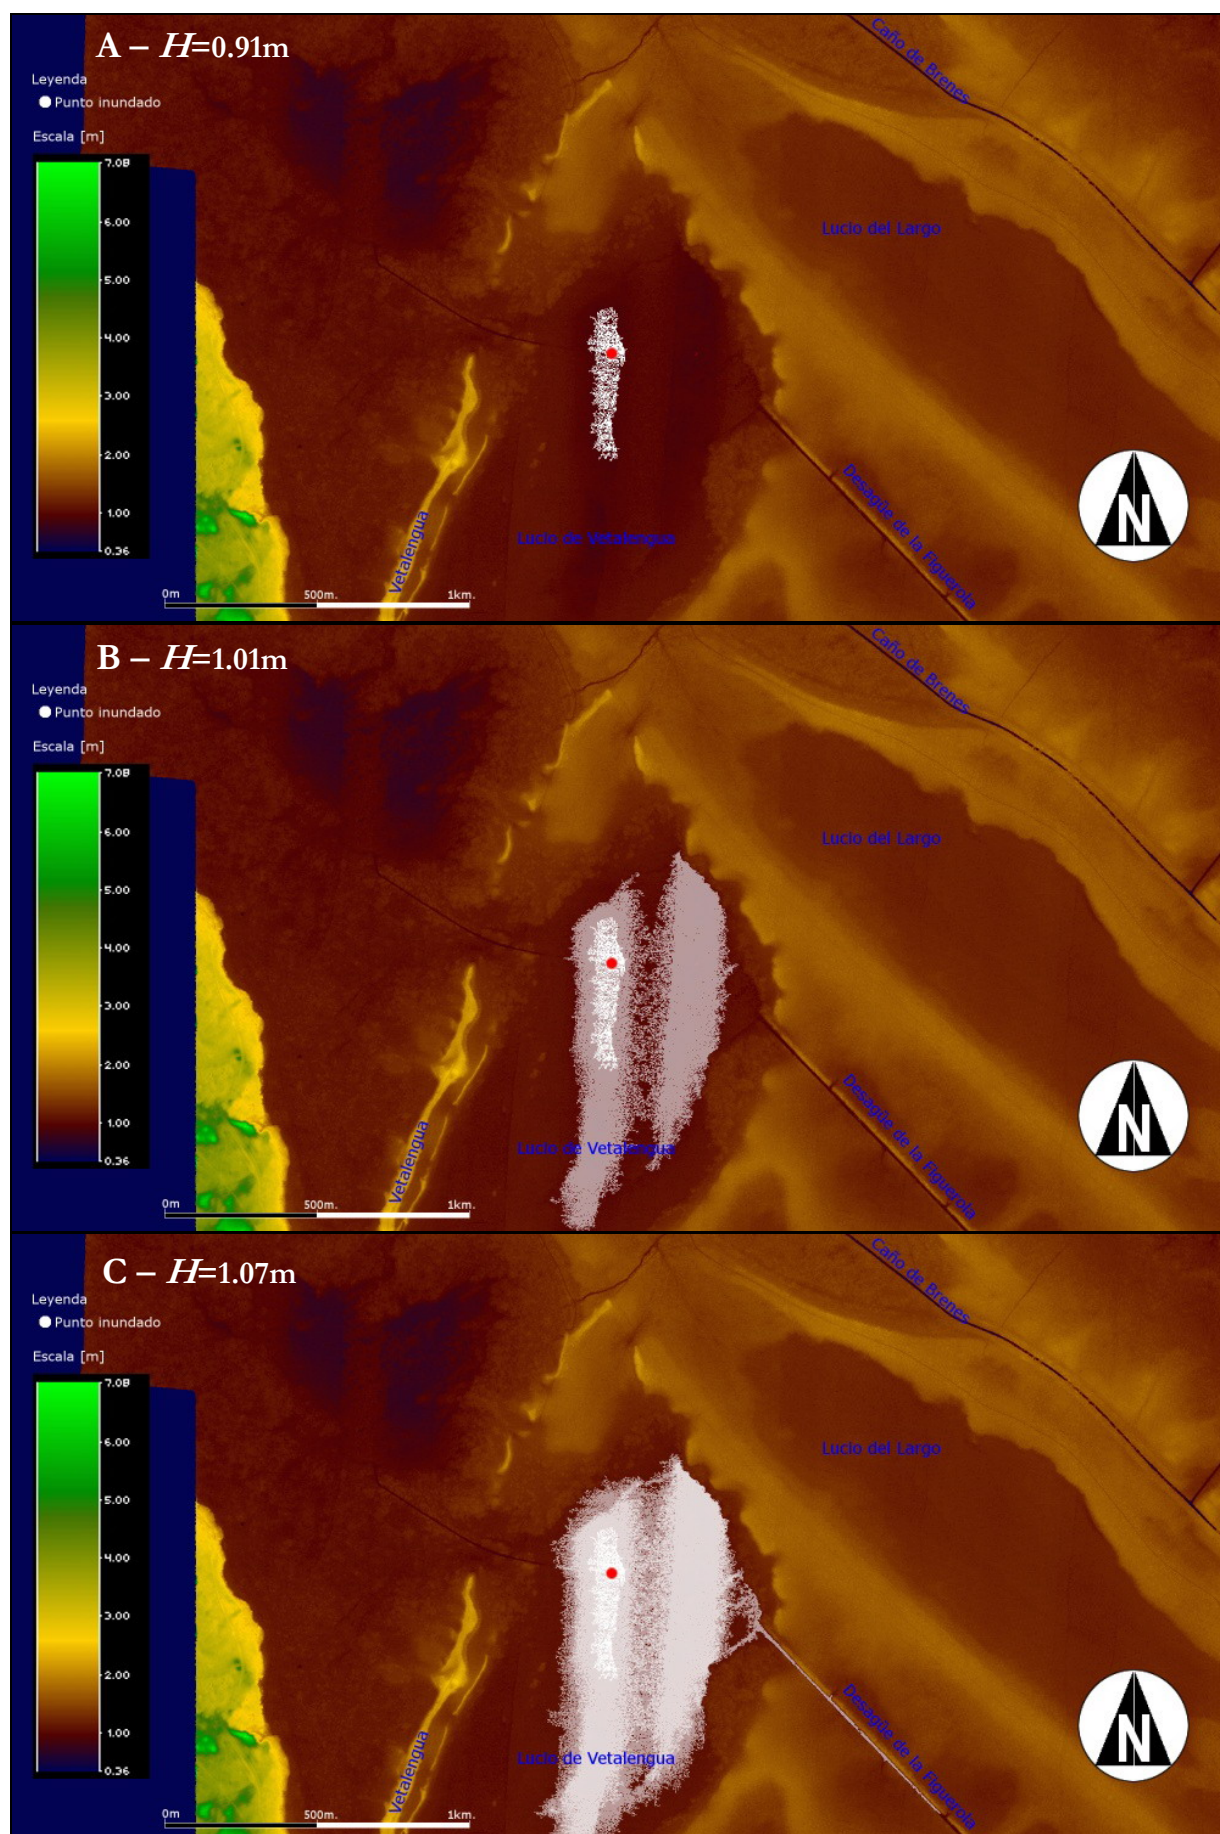 A – H=0.91m
Leyenda
Punto inundado
Escala [m]
7.08
6.00
5.00
4.00
3.00
2.00
1.00
0.36
Caño de Brenes
Lucio del Largo
N
Desagüe de la Figuerola
Lucio de Vetalengua
Vetalengua
0m 500m. 1km.
B – H=1.01m
Leyenda
Punto inundado
Escala [m]
7.08
6.00
5.00
4.00
3.00
2.00
1.00
0.36
Caño de Brenes
Lucio del Largo
N
Desagüe de la Figuerola
Lucio de Vetalengua
Vetalengua
0m 500m. 1km.
C – H=1.07m
Leyenda
Punto inundado
Escala [m]
7.08
6.00
5.00
4.00
3.00
2.00
1.00
0.36
Caño de Brenes
Lucio del Largo
N
Desagüe de la Figuerola
Lucio de Vetalengua
Vetalengua
0m 500m. 1km.